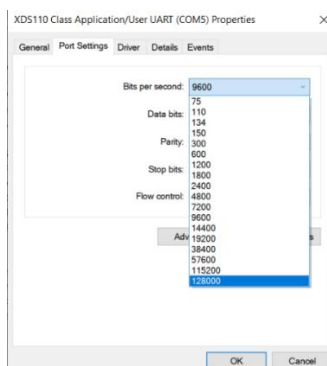 XDS110 Class Application/User UART (COM5) Properties
General Port Settings Driver Details Events
Bits per second: 9600
75
110
Data bits:
134
150
Parity:
300
600
1200
Stop bits:
1800
2400
Flow control:
4800
7200
9600
14400
19200
38400
57600
115200
128000
OK Cancel